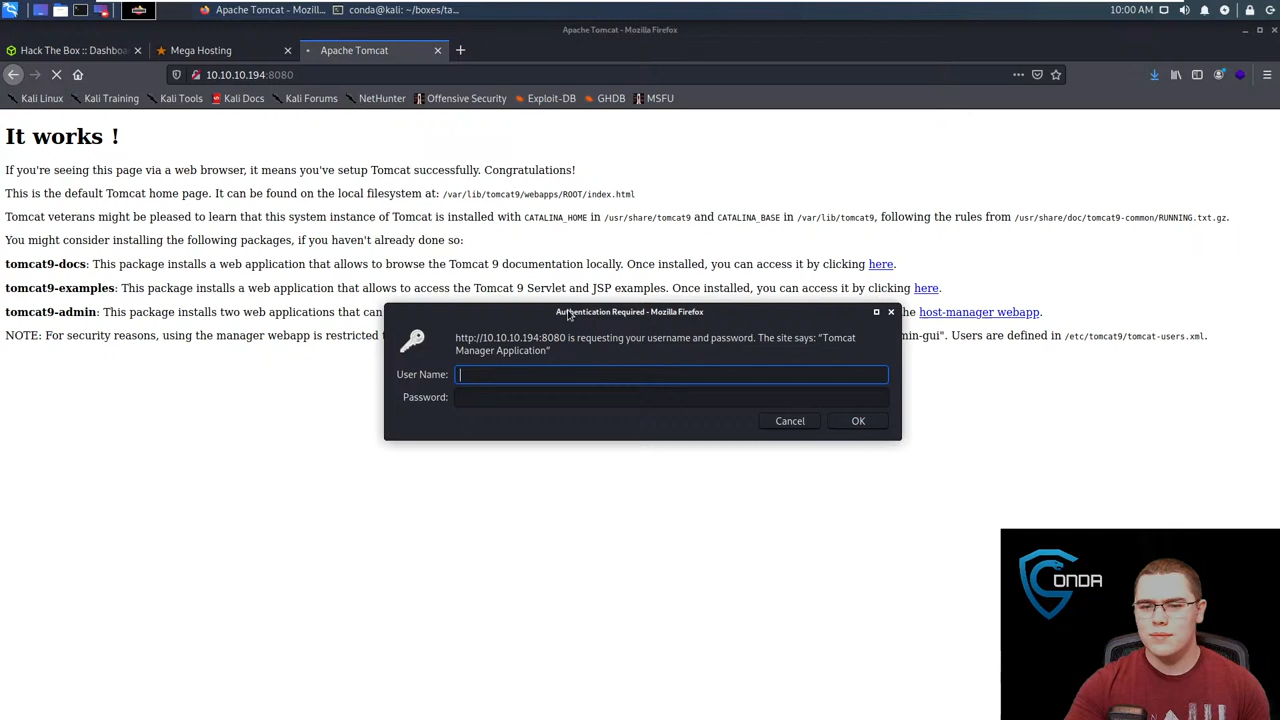 Apache Tomcat - Mozill...
conda@kali: ~/boxes/ta...
10:00 AM
Apache Tomcat - Mozilla Firefox
Hack The Box :: Dashboa
Mega Hosting
Apache Tomcat
10.10.10.194:8080
Kali Linux
Kali Training
Kali Tools
Kali Docs
Kali Forums
NetHunter
Offensive Security
Exploit-DB
GHDB
MSFU
It works !
If you're seeing this page via a web browser, it means you've setup Tomcat successfully. Congratulations!
This is the default Tomcat home page. It can be found on the local filesystem at: /var/lib/tomcat9/webapps/ROOT/index.html
Tomcat veterans might be pleased to learn that this system instance of Tomcat is installed with CATALINA_HOME in /usr/share/tomcat9 and CATALINA_BASE in /var/lib/tomcat9, following the rules from /usr/share/doc/tomcat9-common/RUNNING.txt.gz.
You might consider installing the following packages, if you haven't already done so:
tomcat9-docs: This package installs a web application that allows to browse the Tomcat 9 documentation locally. Once installed, you can access it by clicking here.
tomcat9-examples: This package installs a web application that allows to access the Tomcat 9 Servlet and JSP examples. Once installed, you can access it by clicking here.
tomcat9-admin: This package installs two web applications that can
he host-manager webapp.
NOTE: For security reasons, using the manager webapp is restricted t
min-gui". Users are defined in /etc/tomcat9/tomcat-users.xml.
Authentication Required - Mozilla Firefox
http://10.10.10.194:8080 is requesting your username and password. The site says: “Tomcat
Manager Application”
User Name:
Password:
Cancel
OK
CONDA